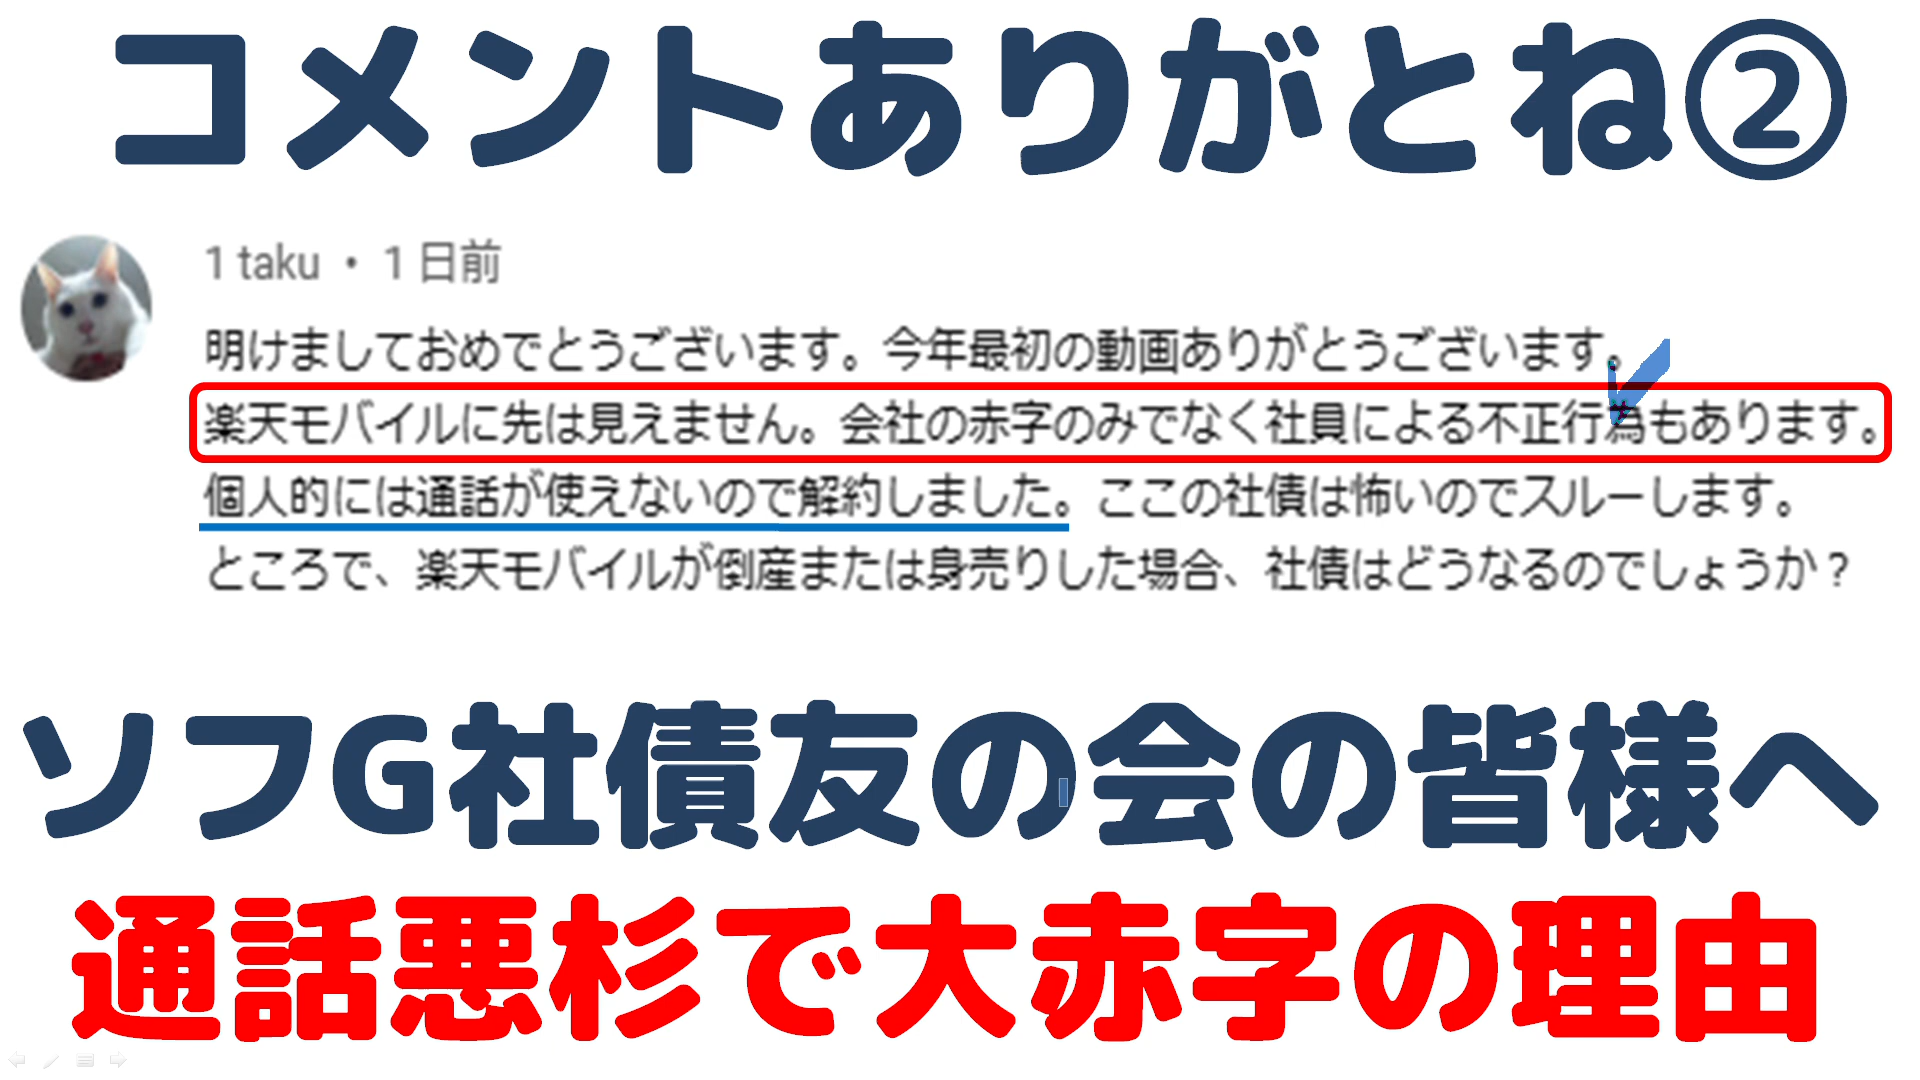 コメントありがとね②
1 taku • 1 日前
明けましておめでとうございます。今年最初の動画ありがとうございます。
楽天モバイルに先は見えません。会社の赤字のみでなく社員による不正行為もあります。
個人的には通話が使えないので解約しました。ここの社債は怖いのでスルーします。
ところで、楽天モバイルが倒産または身売りした場合、社債はどうなるのでしょうか？
ソフG社債友の会の皆様へ
通話悪杉で大赤字の理由